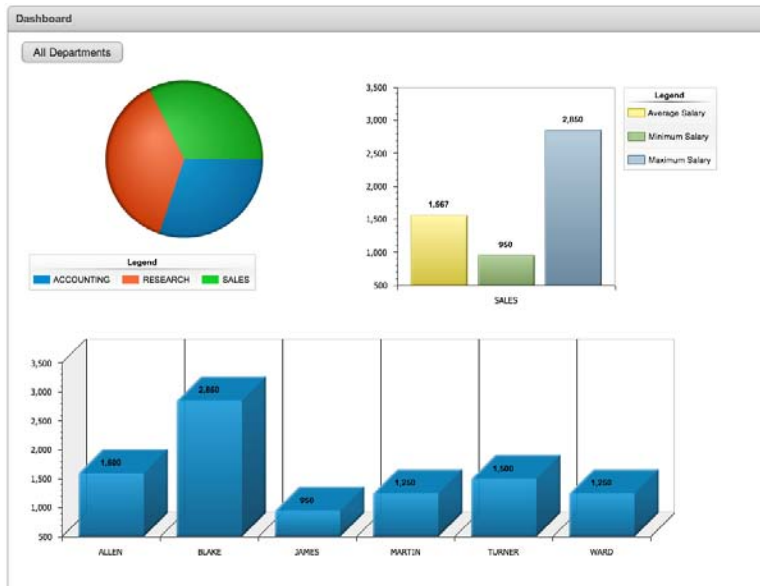 Dashboard
All Departments
Legend
ACCOUNTING RESEARCH SALES
3,500
3,000
2,500
2,000
1,500
1,000
500
1,567
950
2,850
SALES
Legend
Average Salary
Minimum Salary
Maximum Salary
3,500
3,000
2,500
2,000
1,500
1,000
500
1,600
2,850
950
1,250
1,500
1,250
ALLEN BLAKE JAMES MARTIN TURNER WARD